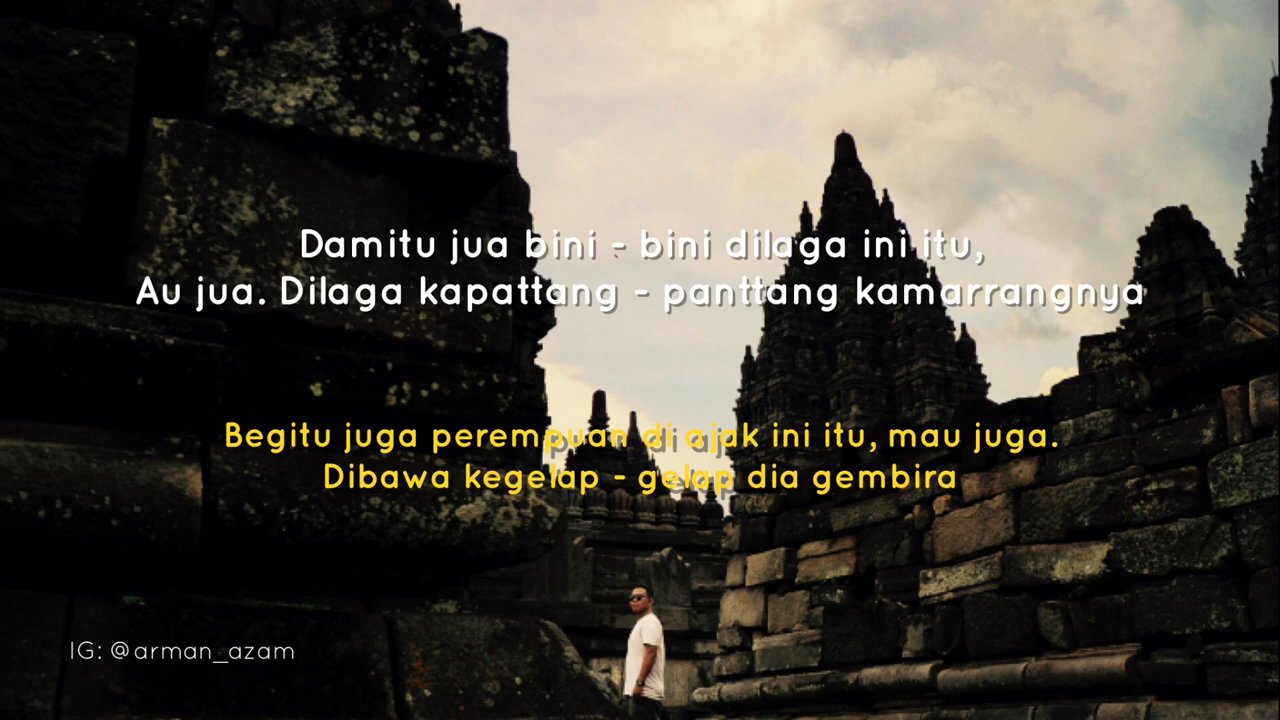 Damitu jua bini - bini dilaga ini itu,
Au jua. Dilaga kapattang - panttang kamarrangnya
Begitu juga perempuan di ajak ini itu, mau juga.
Dibawa kegelap - gelap dia gembira
IG: @arman_azam